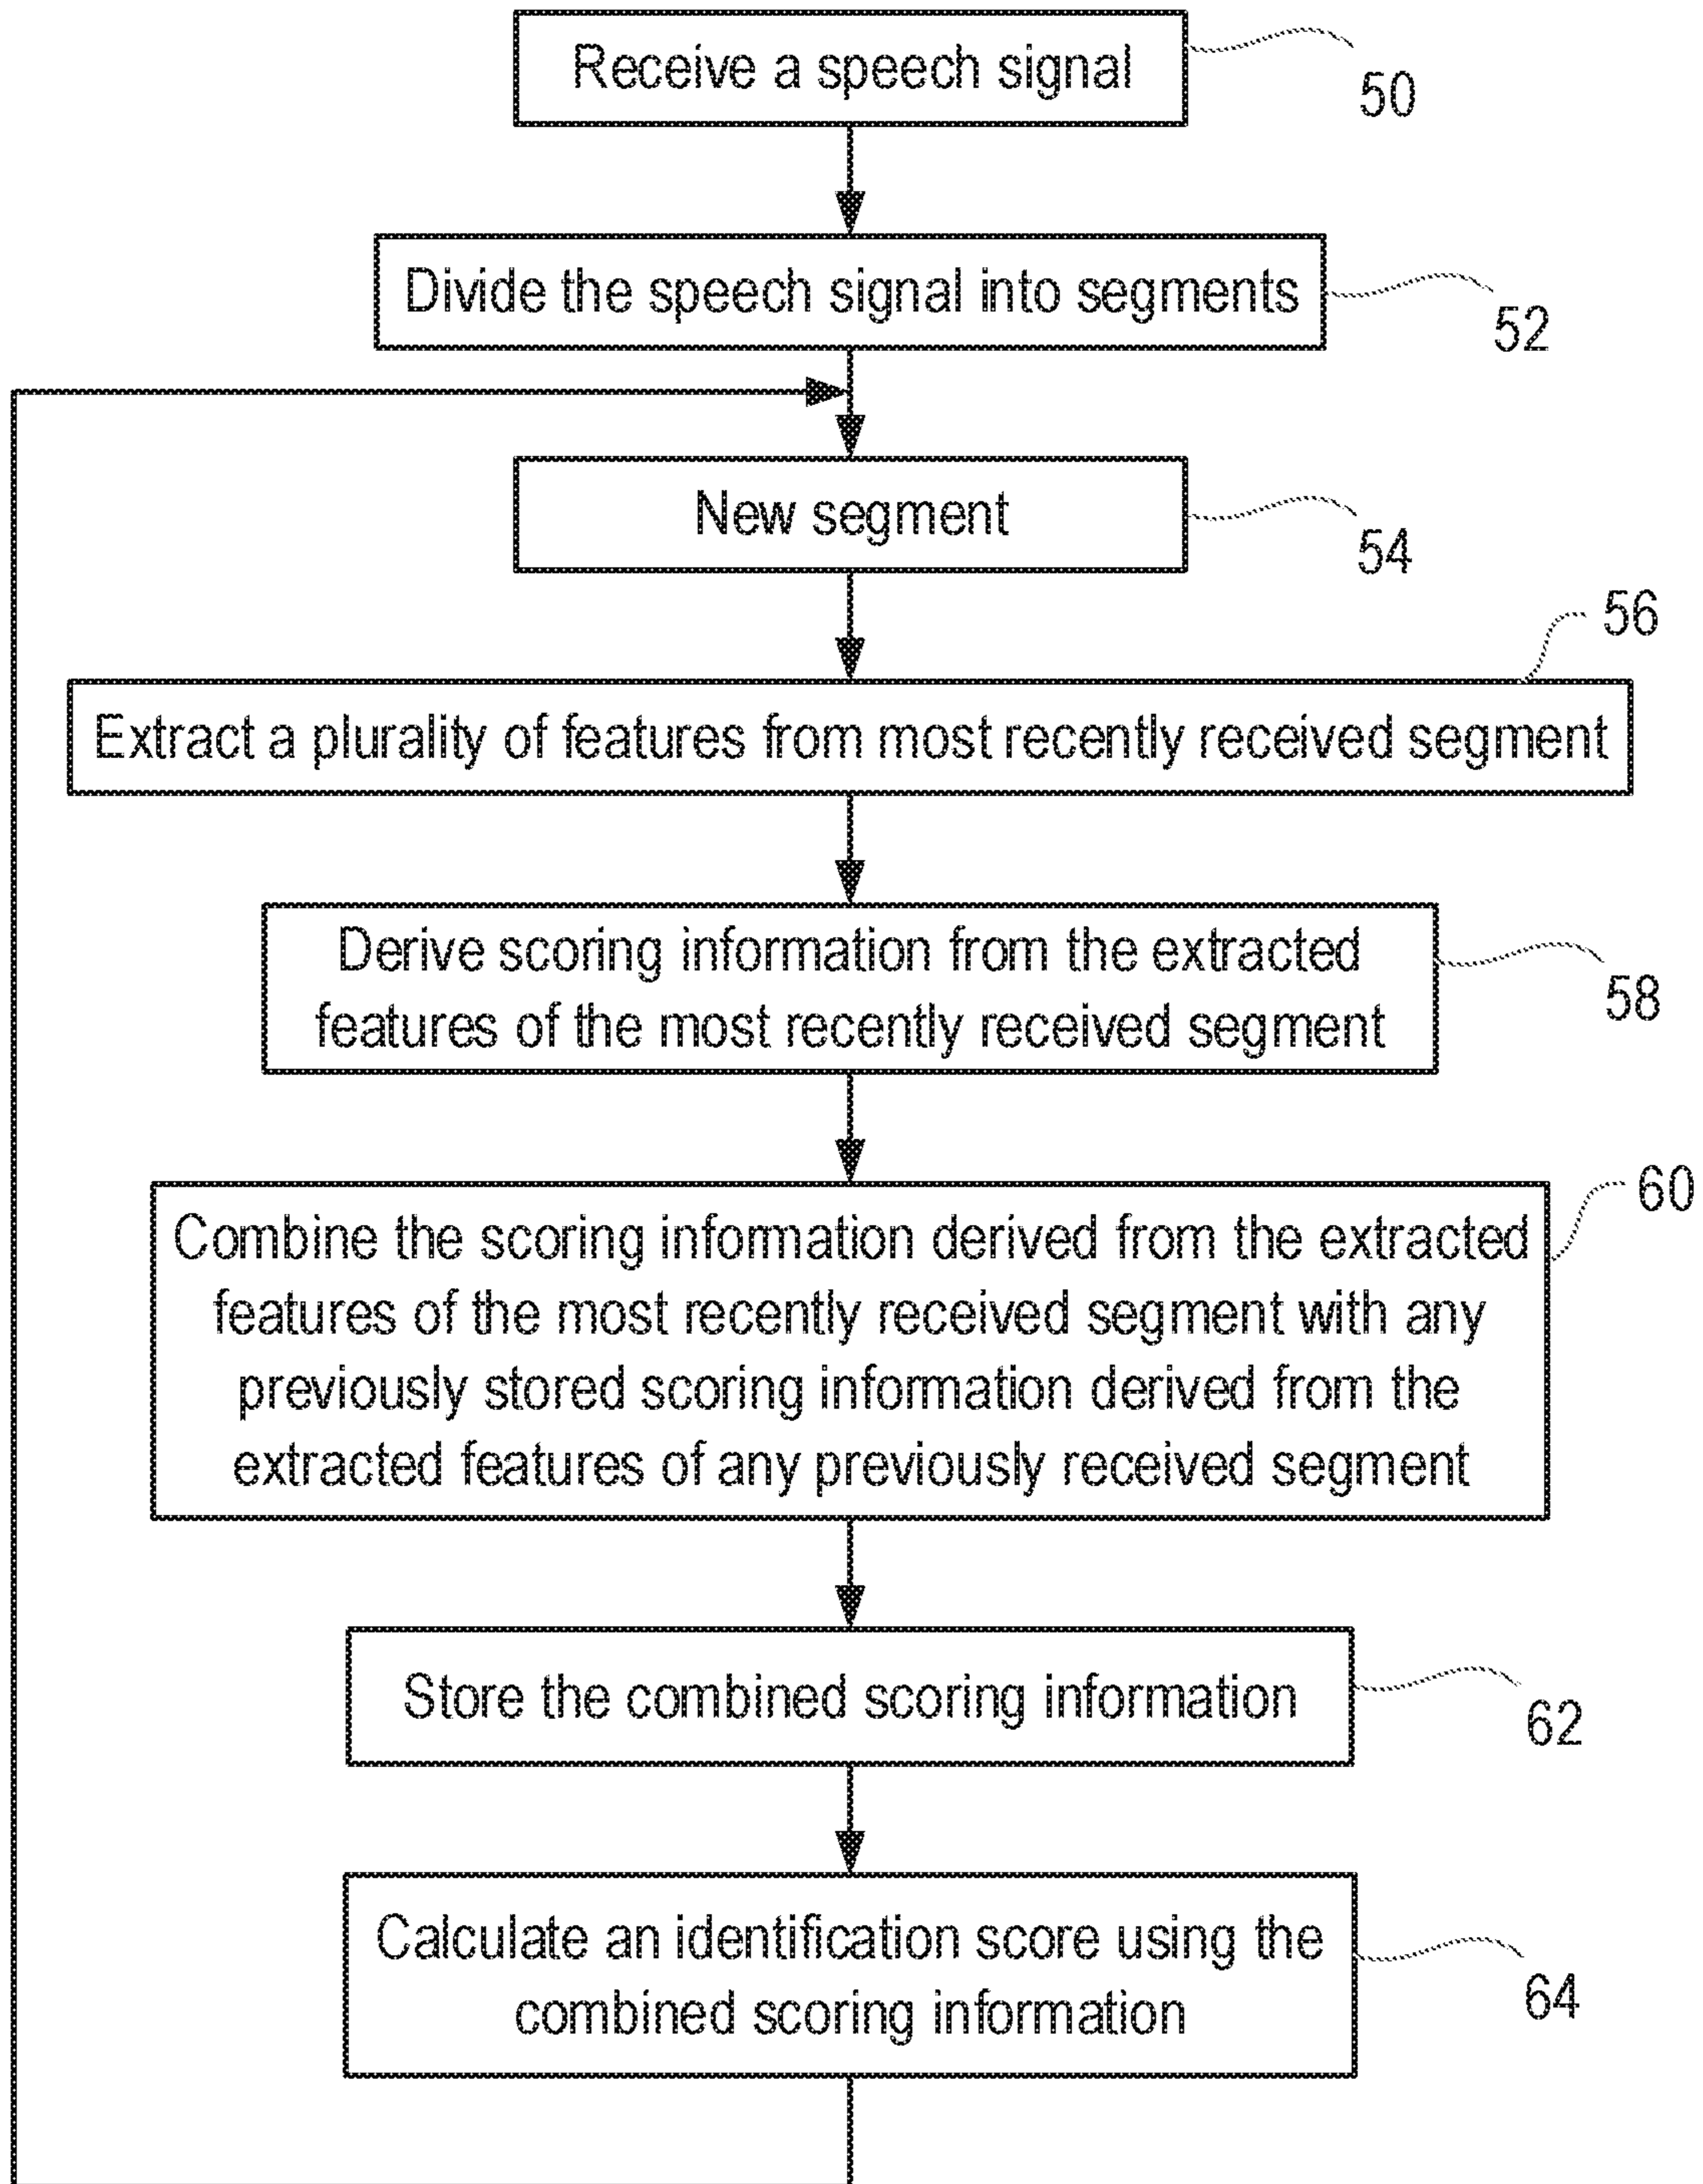 Receive a speech signal
50
Divide the speech signal into segments
52
New segment
54
56
Extract a plurality of features from most recently received segment
Derive scoring information from the extracted
features of the most recently received segment
58
60
Combine the scoring information derived from the extracted
features of the most recently received segment with any
previously stored scoring information derived from the
extracted features of any previously received segment
Store the combined scoring information
62
Calculate an identification score using the
combined scoring information
64